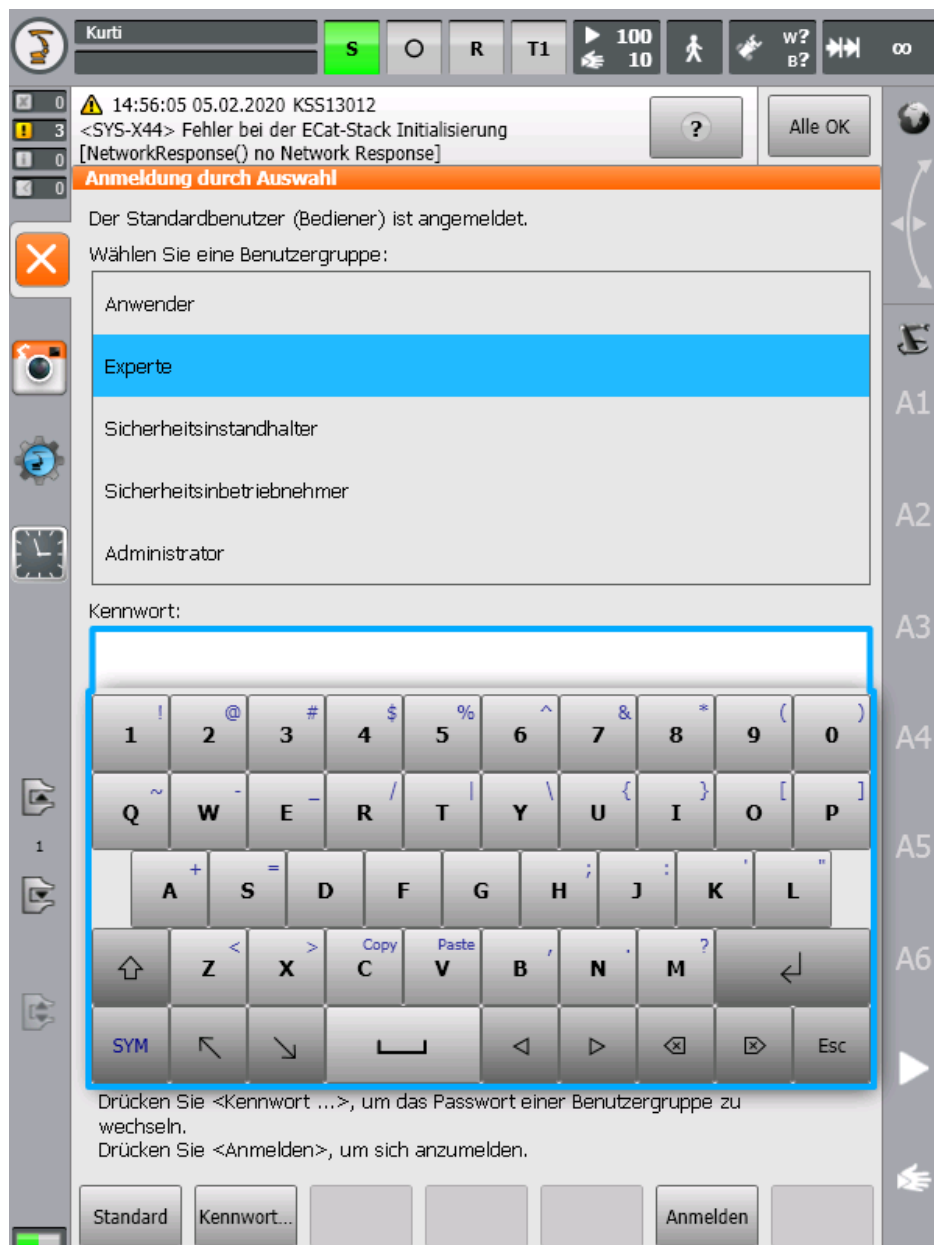 Kurti
S
R
T1
100
10
W?
B?
∞
0
3
0
0
14:56:05 05.02.2020 KSS13012
<SYS-X44> Fehler bei der ECat-Stack Initialisierung
[NetworkResponse() no Network Response]
?
Alle OK
Anmeldung durch Auswahl
Der Standardbenutzer (Bediener) ist angemeldet.
Wählen Sie eine Benutzergruppe:
Anwender
Experte
Sicherheitsinstandhalter
Sicherheitsinbetriebnehmer
Administrator
Kennwort:
A1
A2
A3
A4
A5
A6
1
! @ # $ % ^ & * ( )
1 2 3 4 5 6 7 8 9 0
~ - _ / | \ { } [ ]
Q W E R T Y U I O P
+ = ; : ' "
A S D F G H J K L
< > Copy Paste , . ?
Z X C V B N M
SYM Esc
Drücken Sie <Kennwort ...>, um das Passwort einer Benutzergruppe zu
wechseln.
Drücken Sie <Anmelden>, um sich anzumelden.
Standard
Kennwort...
Anmelden